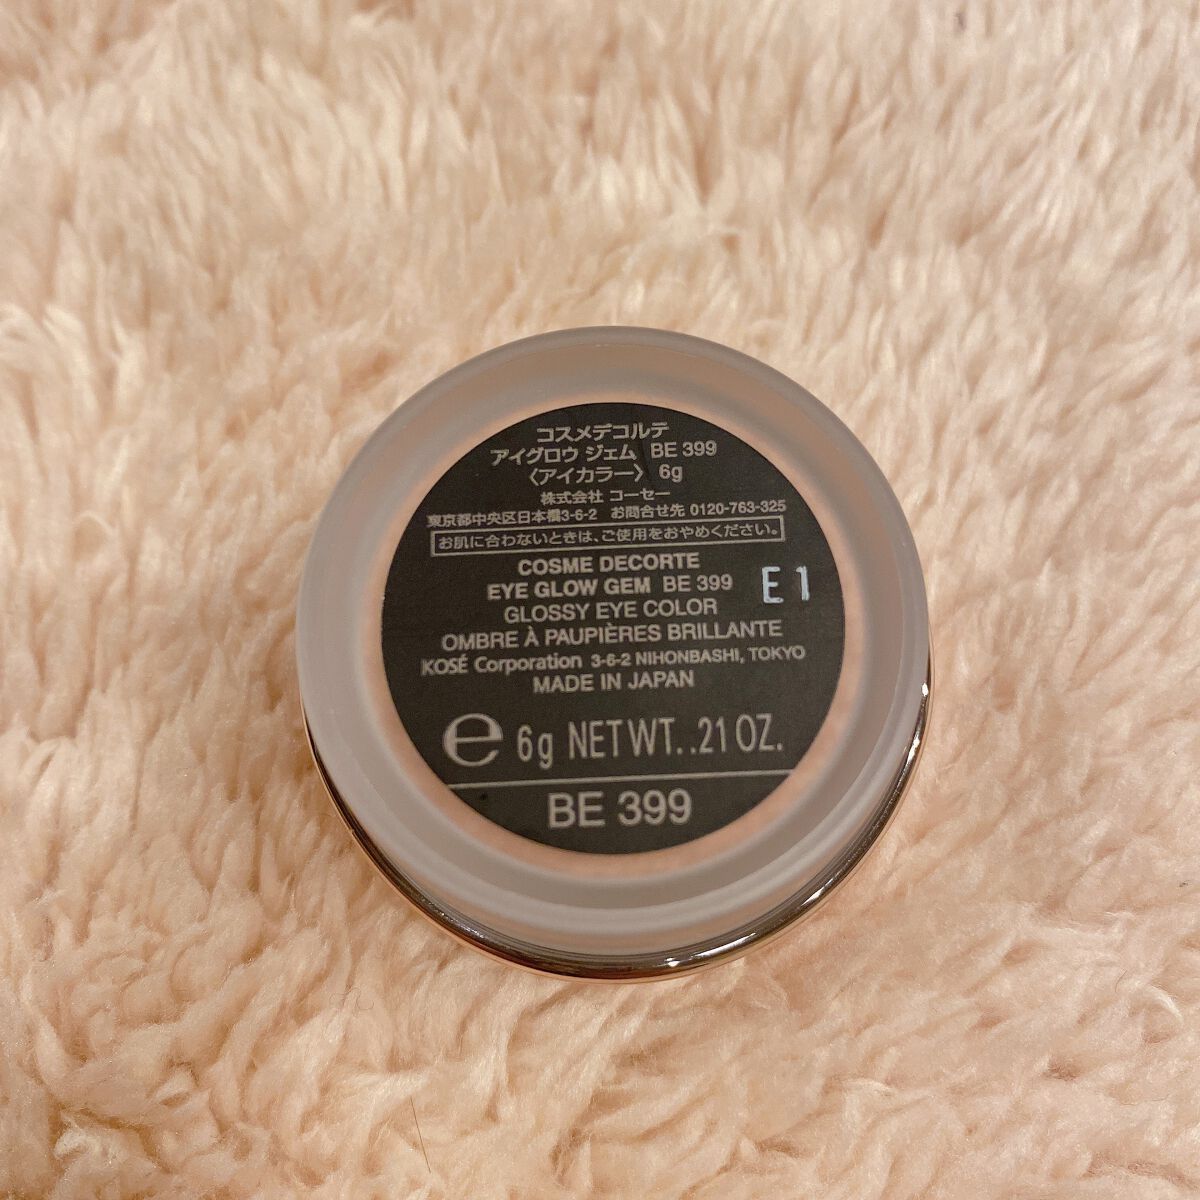 コスメデコルテ
アイグロウ ジェム BE 399
〈アイカラー〉 6g
株式会社 コーセー
東京都中央区日本橋3-6-2 お問合せ先 0120-763-325
お肌に合わないときは、ご使用をおやめください。
COSME DECORTE
EYE GLOW GEM BE 399
E1
GLOSSY EYE COLOR
OMBRE À PAUPIÈRES BRILLANTE
KOSÉ Corporation 3-6-2 NIHONBASHI, TOKYO
MADE IN JAPAN
℮ 6g NET WT. .21 OZ.
BE 399